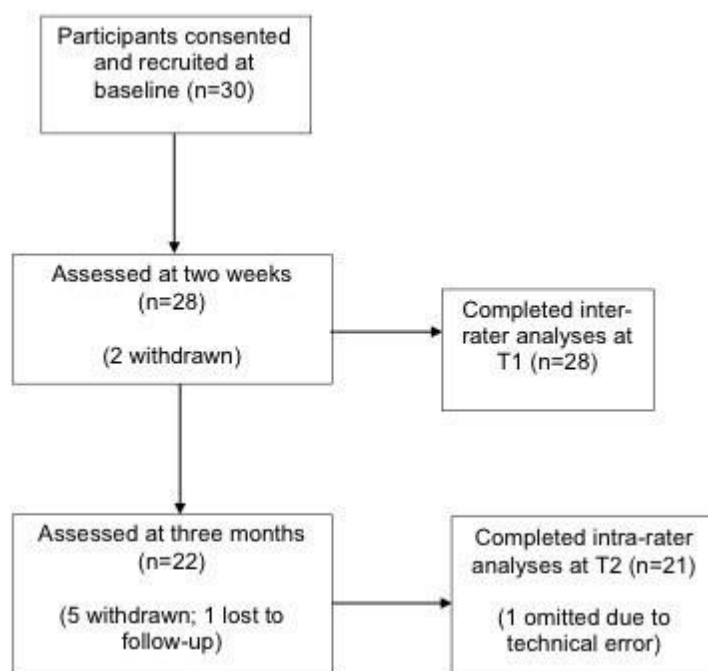 Participants consented
and recruited at
baseline (n=30)
Assessed at two weeks
(n=28)
(2 withdrawn)
Completed inter-
rater analyses at
T1 (n=28)
Assessed at three months
(n=22)
(5 withdrawn; 1 lost to
follow-up)
Completed intra-rater
analyses at T2 (n=21)
(1 omitted due to
technical error)